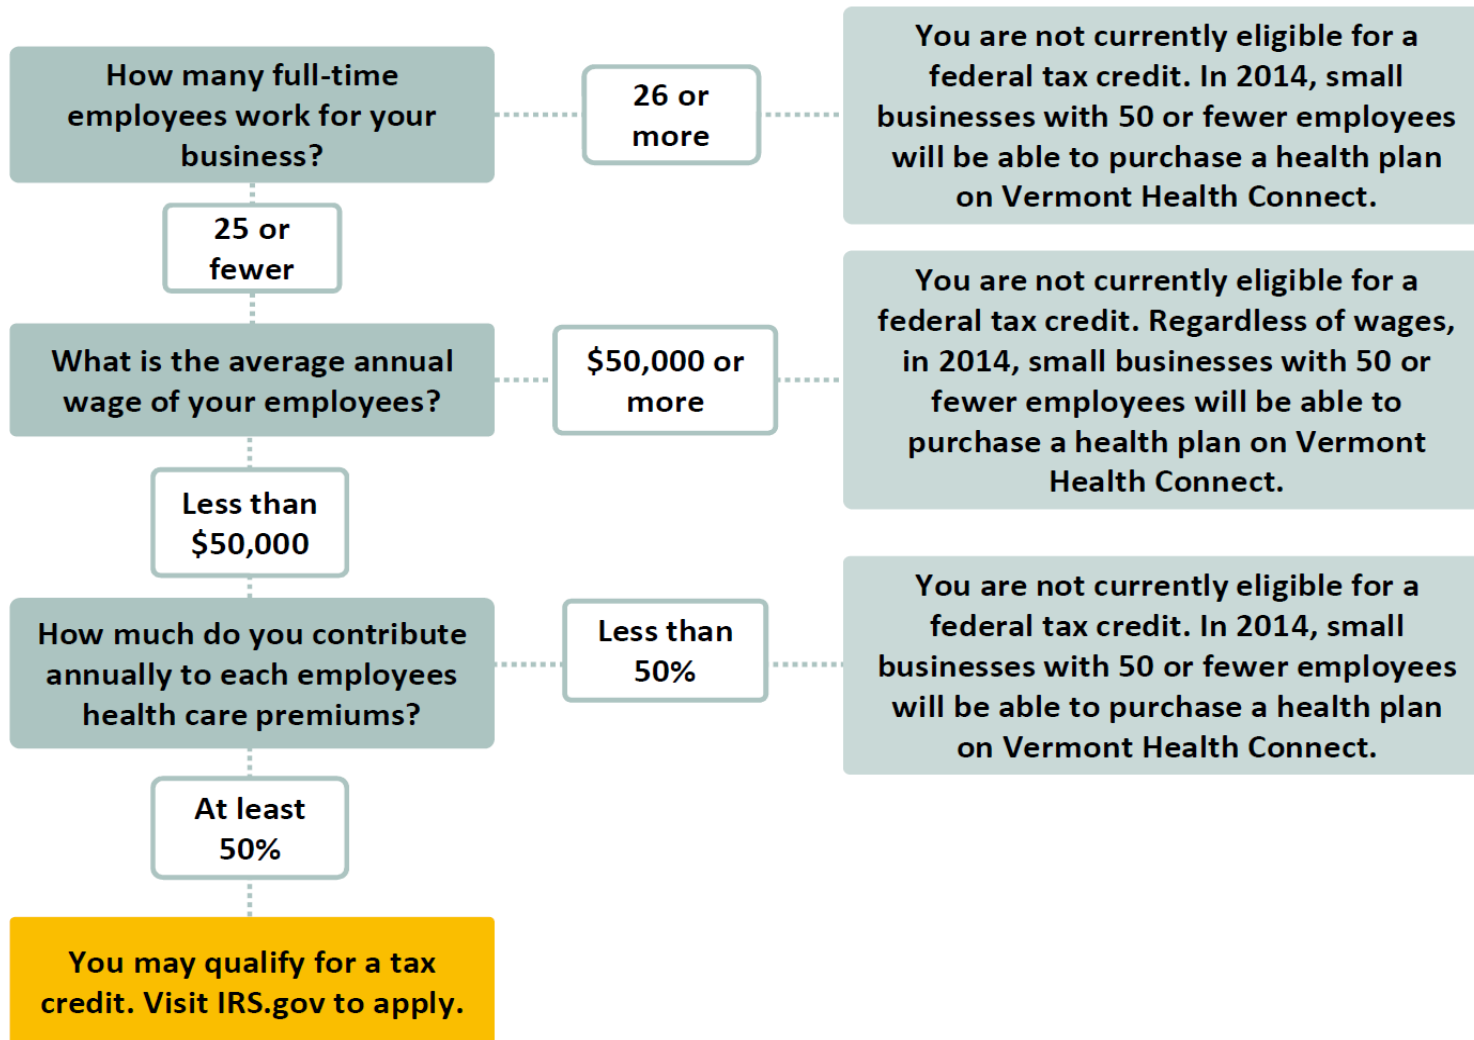 How many full-time
employees work for your
business?
26 or
more
You are not currently eligible for a
federal tax credit. In 2014, small
businesses with 50 or fewer employees
will be able to purchase a health plan
on Vermont Health Connect.
25 or
fewer
What is the average annual
wage of your employees?
$50,000 or
more
You are not currently eligible for a
federal tax credit. Regardless of wages,
in 2014, small businesses with 50 or
fewer employees will be able to
purchase a health plan on Vermont
Health Connect.
Less than
$50,000
How much do you contribute
annually to each employees
health care premiums?
Less than
50%
You are not currently eligible for a
federal tax credit. In 2014, small
businesses with 50 or fewer employees
will be able to purchase a health plan
on Vermont Health Connect.
At least
50%
You may qualify for a tax
credit. Visit IRS.gov to apply.